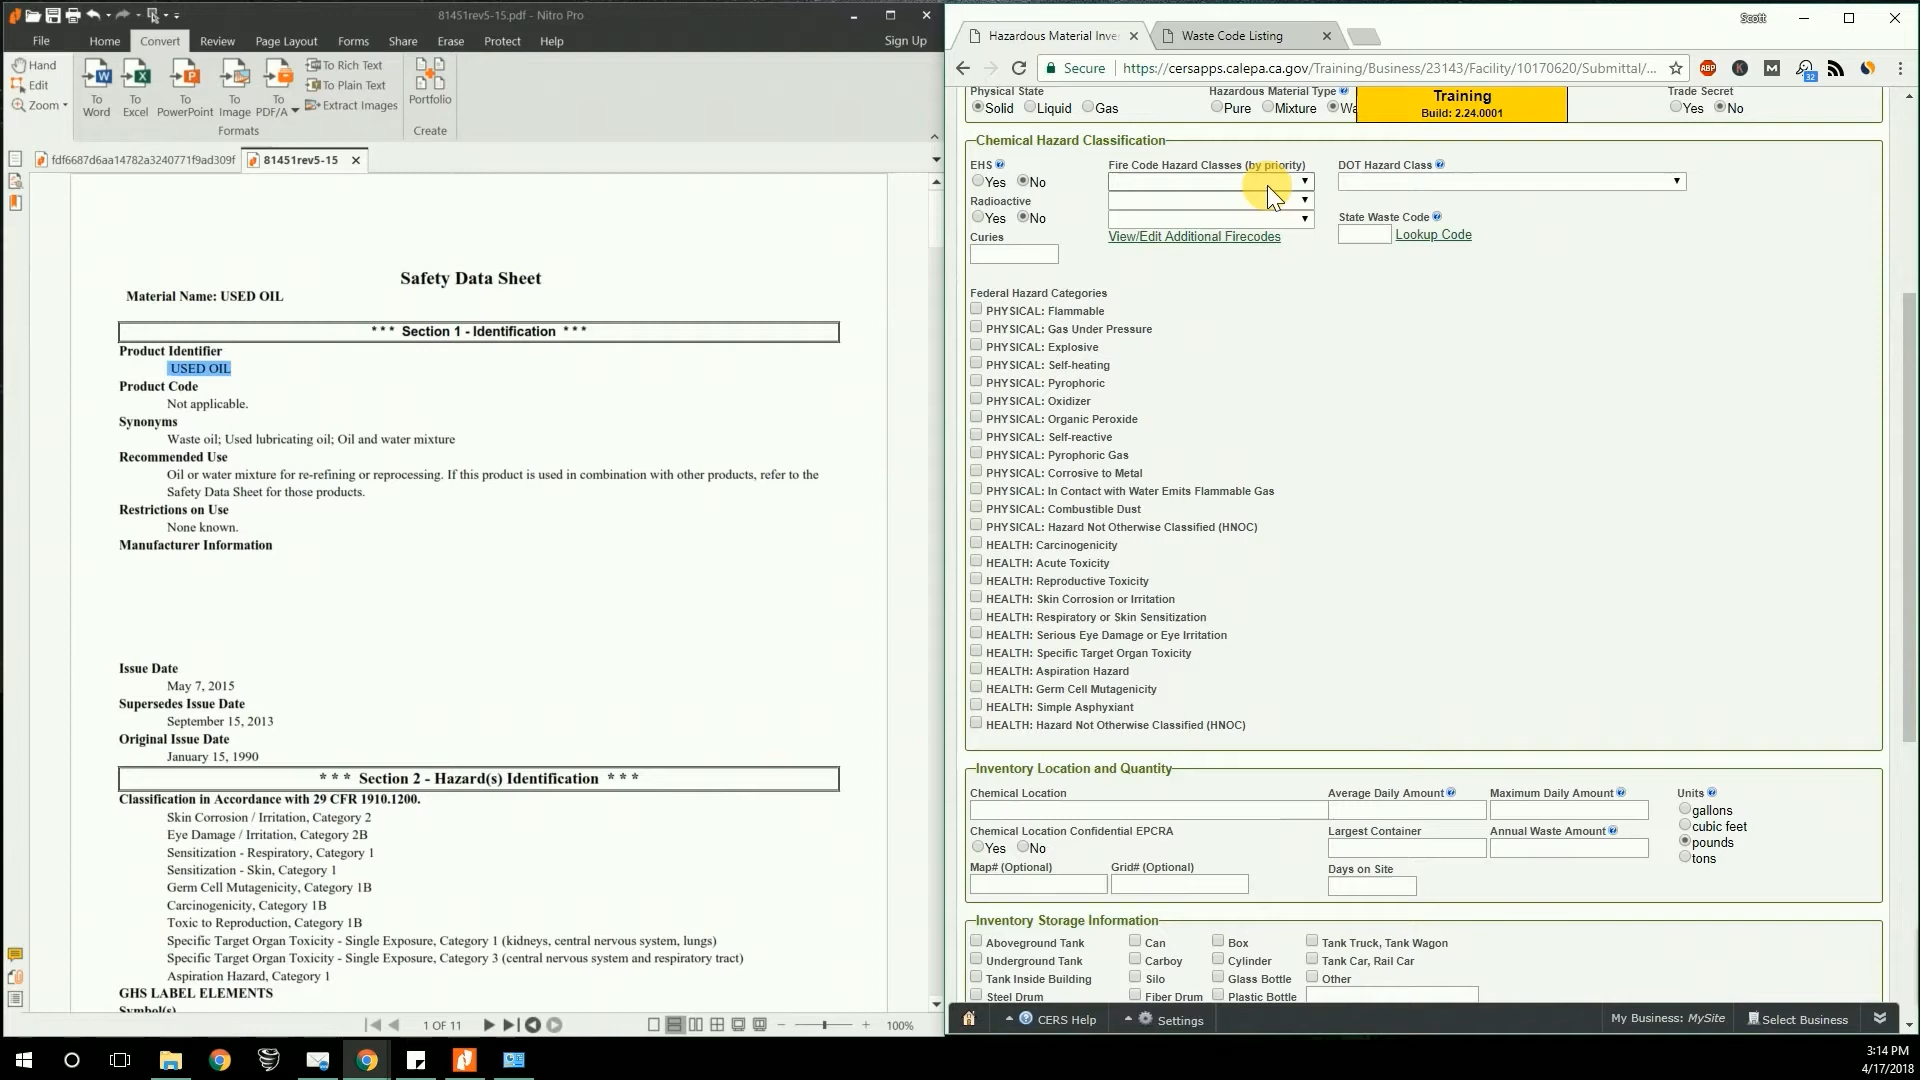 81451rev5-15.pdf - Nitro Pro
File Home Convert Review Page Layout Forms Share Erase Protect Help Sign Up
Hand
Edit
Zoom
To Word
To Excel
To PowerPoint
To Image
To PDF/A
To Rich Text
To Plain Text
Extract Images
Formats
Portfolio
Create
fdf6687d6aa14782a3240771f9ad309f
81451rev5-15
Safety Data Sheet
Material Name: USED OIL
* * * Section 1 - Identification * * *
Product Identifier
USED OIL
Product Code
Not applicable.
Synonyms
Waste oil; Used lubricating oil; Oil and water mixture
Recommended Use
Oil or water mixture for re-refining or reprocessing. If this product is used in combination with other products, refer to the
Safety Data Sheet for those products.
Restrictions on Use
None known.
Manufacturer Information
Issue Date
May 7, 2015
Supersedes Issue Date
September 15, 2013
Original Issue Date
January 15, 1990
* * * Section 2 - Hazard(s) Identification * * *
Classification in Accordance with 29 CFR 1910.1200.
Skin Corrosion / Irritation, Category 2
Eye Damage / Irritation, Category 2B
Sensitization - Respiratory, Category 1
Sensitization - Skin, Category 1
Germ Cell Mutagenicity, Category 1B
Carcinogenicity, Category 1B
Toxic to Reproduction, Category 1B
Specific Target Organ Toxicity - Single Exposure, Category 1 (kidneys, central nervous system, lungs)
Specific Target Organ Toxicity - Single Exposure, Category 3 (central nervous system and respiratory tract)
Aspiration Hazard, Category 1
GHS LABEL ELEMENTS
Symbol(s)
1 OF 11
100%
Scott
Hazardous Material Inve
Waste Code Listing
Secure https://cersapps.calepa.ca.gov/Training/Business/23143/Facility/10170620/Submittal/...
ABP
K
M
32
Physical State
Solid Liquid Gas
Hazardous Material Type
Pure Mixture Wa
Training
Build: 2.24.0001
Trade Secret
Yes No
Chemical Hazard Classification
EHS
Yes No
Radioactive
Yes No
Curies
Fire Code Hazard Classes (by priority)
View/Edit Additional Firecodes
DOT Hazard Class
State Waste Code
Lookup Code
Federal Hazard Categories
PHYSICAL: Flammable
PHYSICAL: Gas Under Pressure
PHYSICAL: Explosive
PHYSICAL: Self-heating
PHYSICAL: Pyrophoric
PHYSICAL: Oxidizer
PHYSICAL: Organic Peroxide
PHYSICAL: Self-reactive
PHYSICAL: Pyrophoric Gas
PHYSICAL: Corrosive to Metal
PHYSICAL: In Contact with Water Emits Flammable Gas
PHYSICAL: Combustible Dust
PHYSICAL: Hazard Not Otherwise Classified (HNOC)
HEALTH: Carcinogenicity
HEALTH: Acute Toxicity
HEALTH: Reproductive Toxicity
HEALTH: Skin Corrosion or Irritation
HEALTH: Respiratory or Skin Sensitization
HEALTH: Serious Eye Damage or Eye Irritation
HEALTH: Specific Target Organ Toxicity
HEALTH: Aspiration Hazard
HEALTH: Germ Cell Mutagenicity
HEALTH: Simple Asphyxiant
HEALTH: Hazard Not Otherwise Classified (HNOC)
Inventory Location and Quantity
Chemical Location
Average Daily Amount
Maximum Daily Amount
Units
gallons
cubic feet
pounds
tons
Chemical Location Confidential EPCRA
Yes No
Largest Container
Annual Waste Amount
Map# (Optional)
Grid# (Optional)
Days on Site
Inventory Storage Information
Aboveground Tank Can Box Tank Truck, Tank Wagon
Underground Tank Carboy Cylinder Tank Car, Rail Car
Tank Inside Building Silo Glass Bottle Other
Steel Drum Fiber Drum Plastic Bottle
CERS Help
Settings
My Business: MySite
Select Business
3:14 PM
4/17/2018